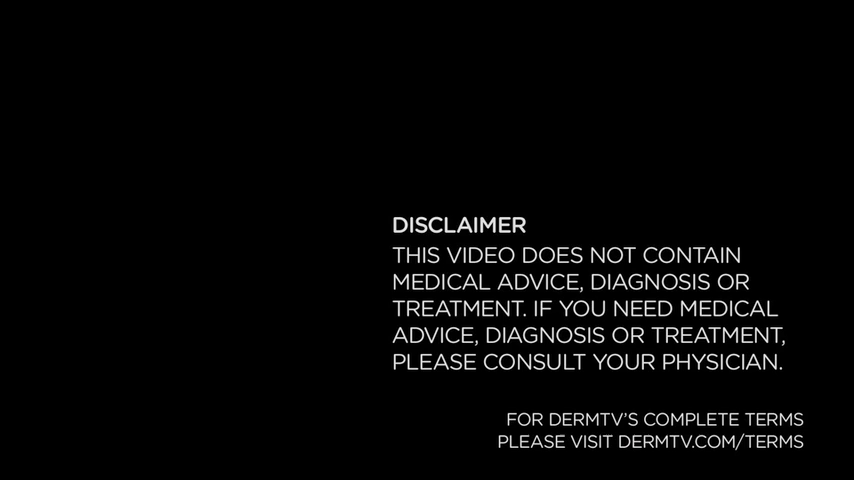 DISCLAIMER
THIS VIDEO DOES NOT CONTAIN
MEDICAL ADVICE, DIAGNOSIS OR
TREATMENT. IF YOU NEED MEDICAL
ADVICE, DIAGNOSIS OR TREATMENT,
PLEASE CONSULT YOUR PHYSICIAN.
FOR DERMTV'S COMPLETE TERMS
PLEASE VISIT DERMTV.COM/TERMS